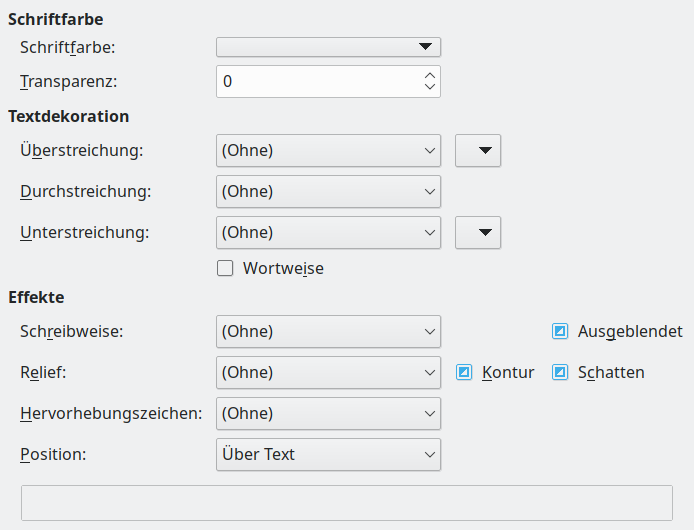 Schriftfarbe
Schriftfarbe:
Transparenz: 0
Textdekoration
Überstreichung: (Ohne)
Durchstreichung: (Ohne)
Unterstreichung: (Ohne)
Wortweise
Effekte
Schreibweise: (Ohne) Ausgeblendet
Relief: (Ohne) Kontur Schatten
Hervorhebungszeichen: (Ohne)
Position: Über Text